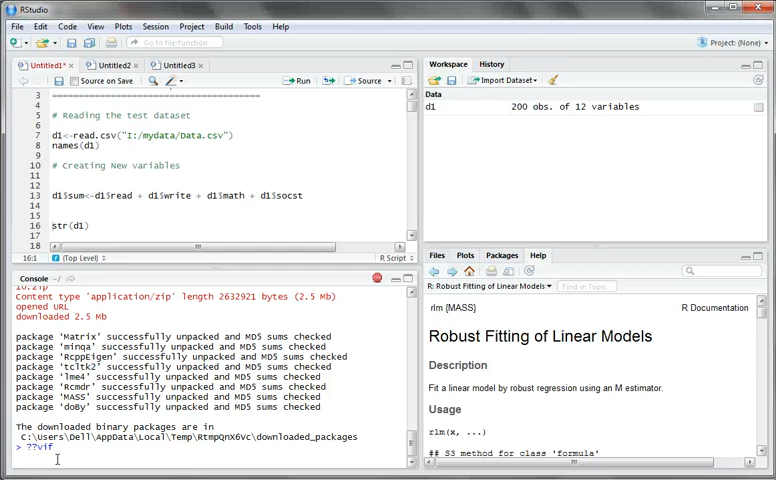 RStudio
File Edit Code View Plots Session Project Build Tools Help
Go to file/function
Project: (None)
Untitled1* Untitled2 Untitled3
Source on Save Run Source
3 ========================================
4
5 # Reading the test dataset
6
7 d1<-read.csv("I:/mydata/Data.csv")
8 names(d1)
9
10 # Creating New variables
11
12
13 d1$sum<-d1$read + d1$write + d1$math + d1$socst
14
15
16 str(d1)
17
18
16:1 (Top Level) R Script
Console ~/
10.zip
Content type 'application/zip' length 2632921 bytes (2.5 Mb)
opened URL
downloaded 2.5 Mb
package 'Matrix' successfully unpacked and MD5 sums checked
package 'minqa' successfully unpacked and MD5 sums checked
package 'RcppEigen' successfully unpacked and MD5 sums checked
package 'tcltk2' successfully unpacked and MD5 sums checked
package 'lme4' successfully unpacked and MD5 sums checked
package 'Rcmdr' successfully unpacked and MD5 sums checked
package 'MASS' successfully unpacked and MD5 sums checked
package 'doBy' successfully unpacked and MD5 sums checked
The downloaded binary packages are in
C:\Users\Dell\AppData\Local\Temp\RtmpQnX6Vc\downloaded_packages
> ??vif
Workspace History
Import Dataset
Data
d1 200 obs. of 12 variables
Files Plots Packages Help
R: Robust Fitting of Linear Models Find in Topic
rlm {MASS} R Documentation
Robust Fitting of Linear Models
Description
Fit a linear model by robust regression using an M estimator.
Usage
rlm(x, ...)
## S3 method for class 'formula'